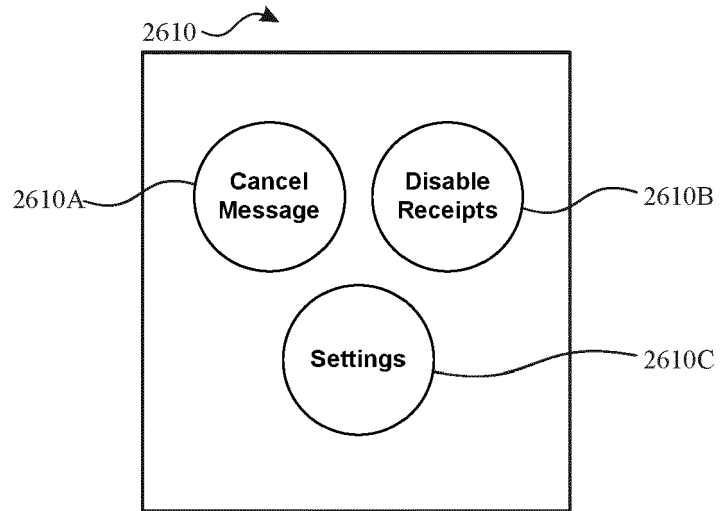 2610
Cancel
Message
Disable
Receipts
2610A
2610B
Settings
2610C